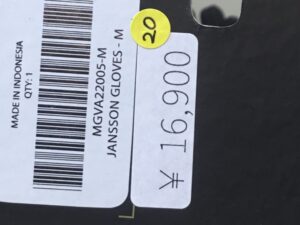 MADE IN INDONESIA
QTY: 1
MGVA22005-M
JANSSON GLOVES - M
20
¥ 16,900